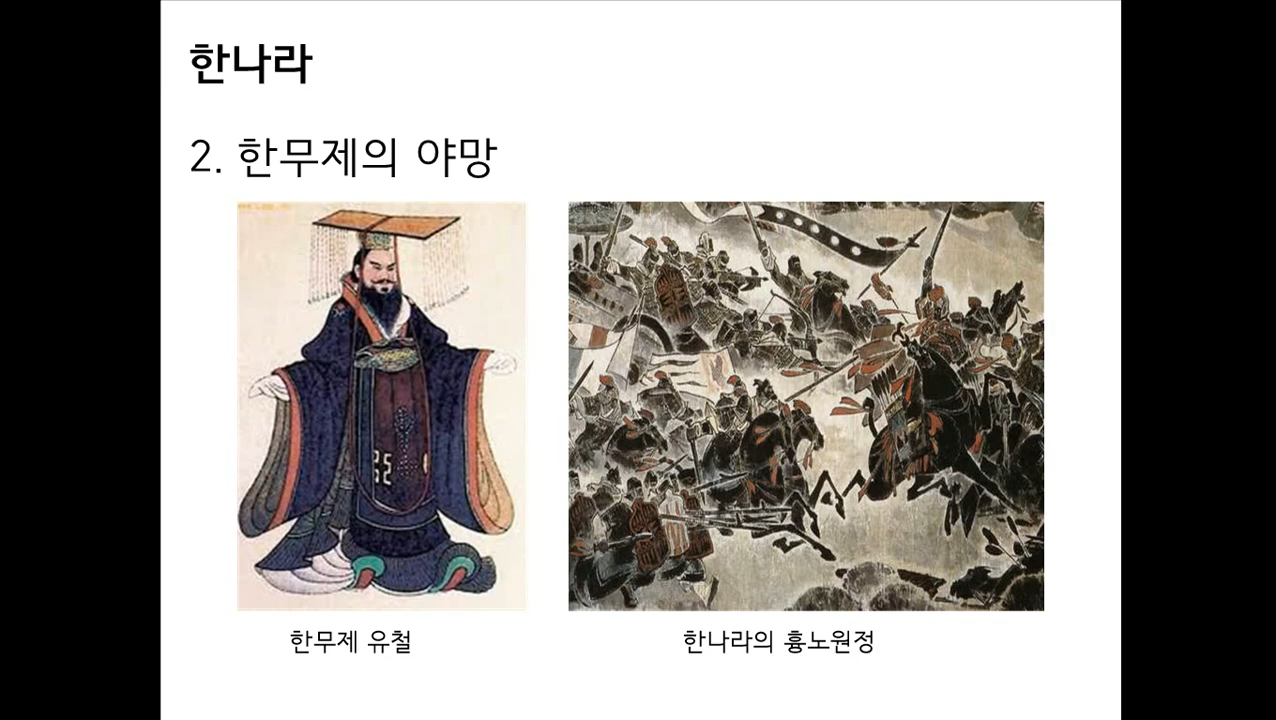 한나라
2. 한무제의 야망
한무제 유철
한나라의 흉노원정